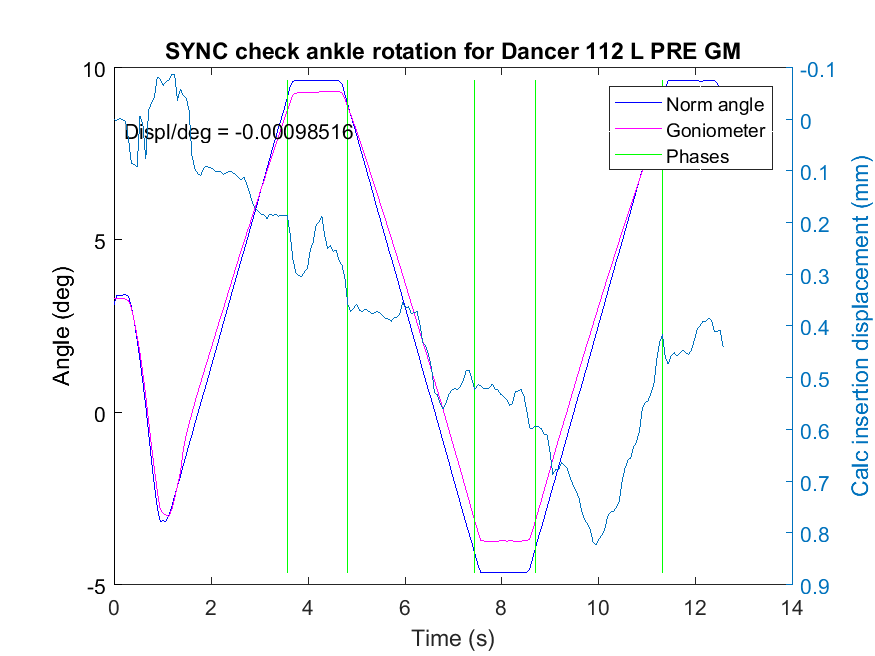 SYNC check ankle rotation for Dancer 112 L PRE GM
10
5
0
-5
Angle (deg)
Displ/deg = -0.00098516
Norm angle
Goniometer
Phases
-0.1
0
0.1
0.2
0.3
0.4
0.5
0.6
0.7
0.8
0.9
Calc insertion displacement (mm)
0 2 4 6 8 10 12 14
Time (s)